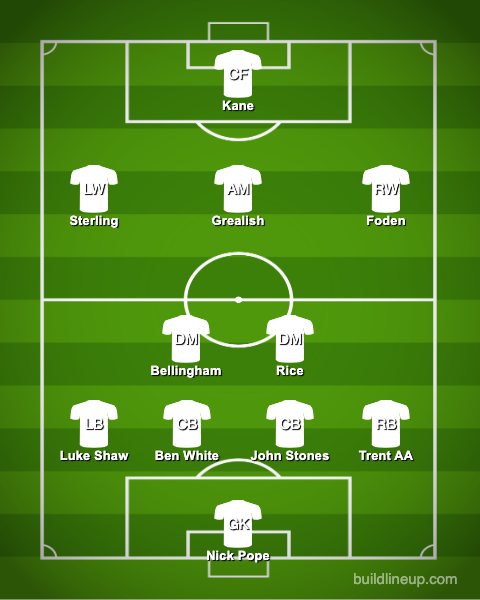 CF
Kane
LW
AM
RW
Sterling
Grealish
Foden
DM
DM
Bellingham
Rice
LB
CB
CB
RB
Luke Shaw
Ben White
John Stones
Trent AA
GK
Nick Pope
buildlineup.com